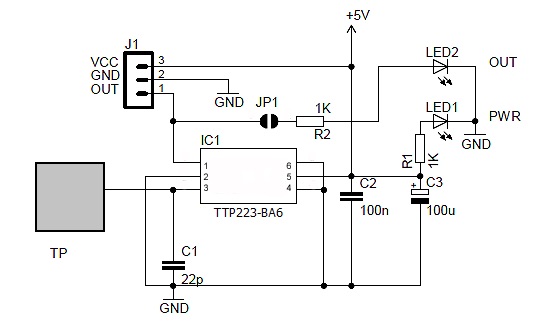 +5V
J1
VCC 3
GND 2
OUT 1
GND
LED2
OUT
JP1
1K
R2
LED1
PWR
GND
IC1
1 6
2 5
3 4
TTP223-BA6
R1
1K
C2
100n
+
C3
100u
TP
C1
22p
GND